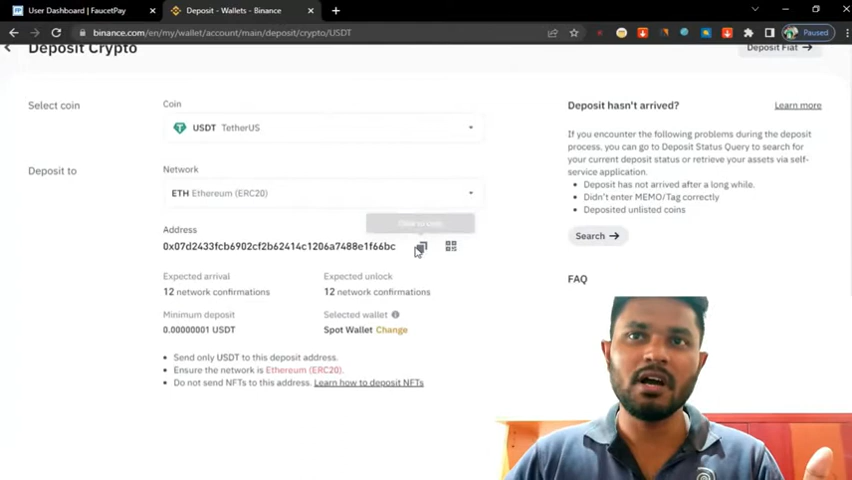 User Dashboard | FaucetPay
Deposit - Wallets - Binance
binance.com/en/my/wallet/account/main/deposit/crypto/USDT
Paused
Deposit Crypto
Deposit Fiat
Select coin
Coin
USDT TetherUS
Deposit to
Network
ETH Ethereum (ERC20)
Click to copy
Address
0x07d2433fcb6902cf2b62414c1206a7488e1f66bc
Expected arrival
12 network confirmations
Expected unlock
12 network confirmations
Minimum deposit
0.00000001 USDT
Selected wallet
Spot Wallet Change
Send only USDT to this deposit address.
Ensure the network is Ethereum (ERC20).
Do not send NFTs to this address. Learn how to deposit NFTs
Deposit hasn't arrived?
Learn more
If you encounter the following problems during the deposit
process, you can go to Deposit Status Query to search for
your current deposit status or retrieve your assets via self-
service application.
Deposit has not arrived after a long while.
Didn't enter MEMO/Tag correctly
Deposited unlisted coins
Search
FAQ